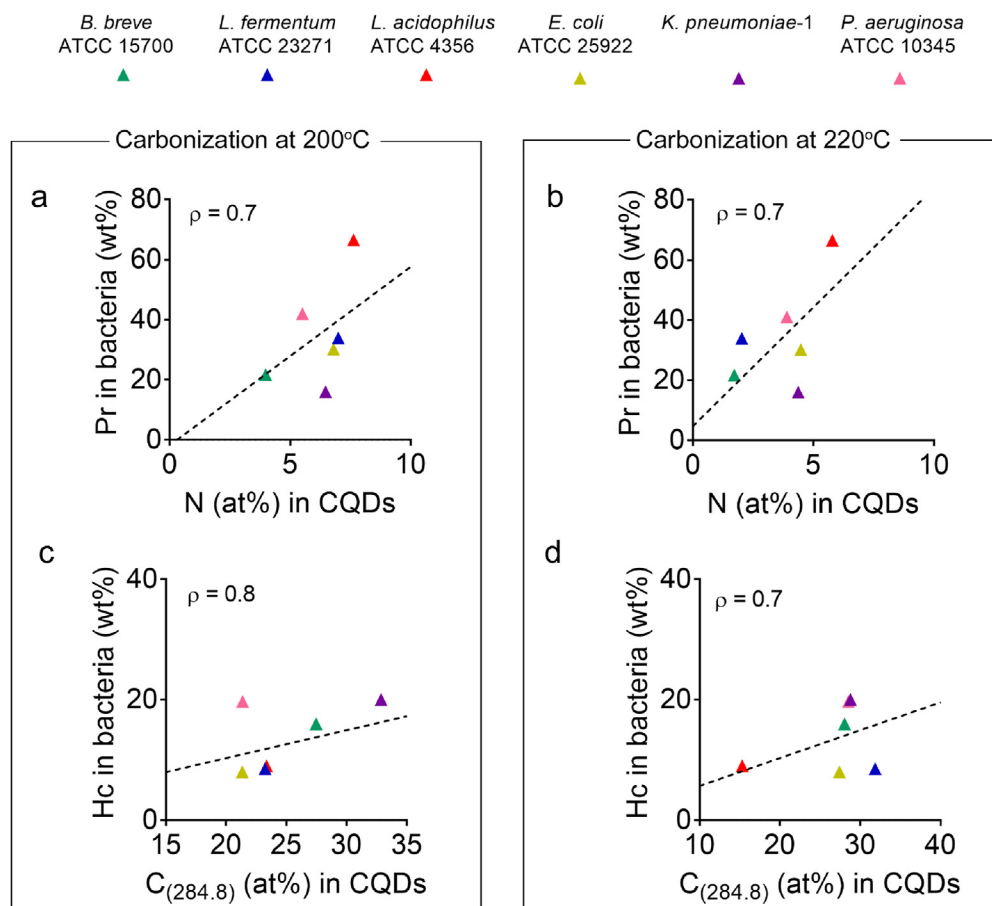 B. breve
ATCC 15700
L. fermentum
ATCC 23271
L. acidophilus
ATCC 4356
E. coli
ATCC 25922
K. pneumoniae-1
P. aeruginosa
ATCC 10345
Carbonization at 200°C
a
ρ = 0.7
80
60
40
20
0
Pr in bacteria (wt%)
0 5 10
N (at%) in CQDs
c
ρ = 0.8
40
20
0
Hc in bacteria (wt%)
15 20 25 30 35
C(284.8) (at%) in CQDs
Carbonization at 220°C
b
ρ = 0.7
80
60
40
20
0
Pr in bacteria (wt%)
0 5 10
N (at%) in CQDs
d
ρ = 0.7
40
20
0
Hc in bacteria (wt%)
10 20 30 40
C(284.8) (at%) in CQDs